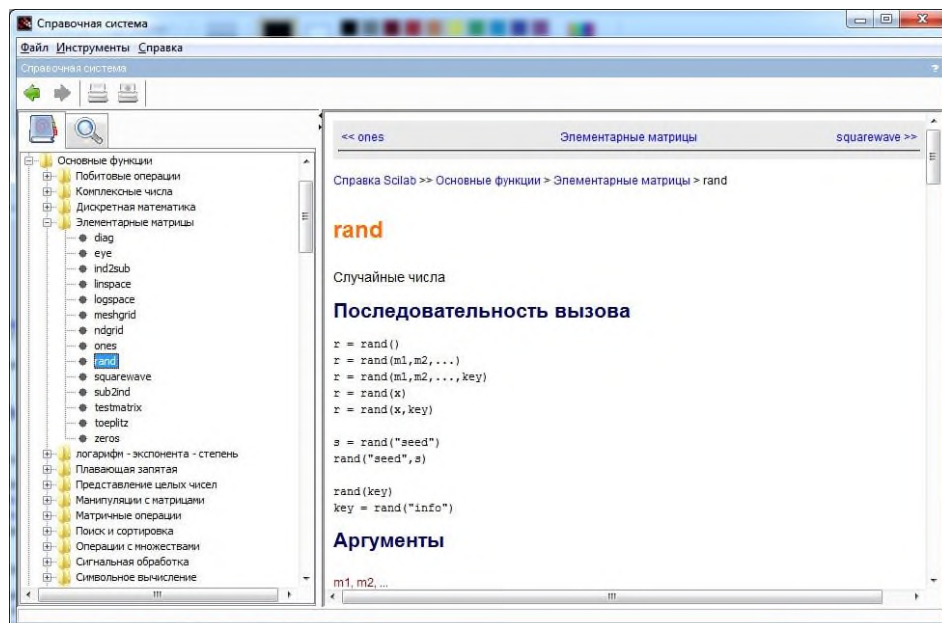 Справочная система
Файл Инструменты Справка
Справочная система ?
Основные функции
Побитовые операции
Комплексные числа
Дискретная математика
Элементарные матрицы
diag
eye
ind2sub
linspace
logspace
meshgrid
ndgrid
ones
rand
squarewave
sub2ind
testmatrix
toeplitz
zeros
логарифм - экспонента - степень
Плавающая запятая
Представление целых чисел
Манипуляции с матрицами
Матричные операции
Поиск и сортировка
Операции с множествами
Сигнальная обработка
Символьное вычисление
<< ones Элементарные матрицы squarewave >>
Справка Scilab >> Основные функции > Элементарные матрицы > rand
rand
Случайные числа
Последовательность вызова
r = rand()
r = rand(m1,m2,...)
r = rand(m1,m2,...,key)
r = rand(x)
r = rand(x,key)
s = rand("seed")
rand("seed",s)
rand(key)
key = rand("info")
Аргументы
m1, m2, ...